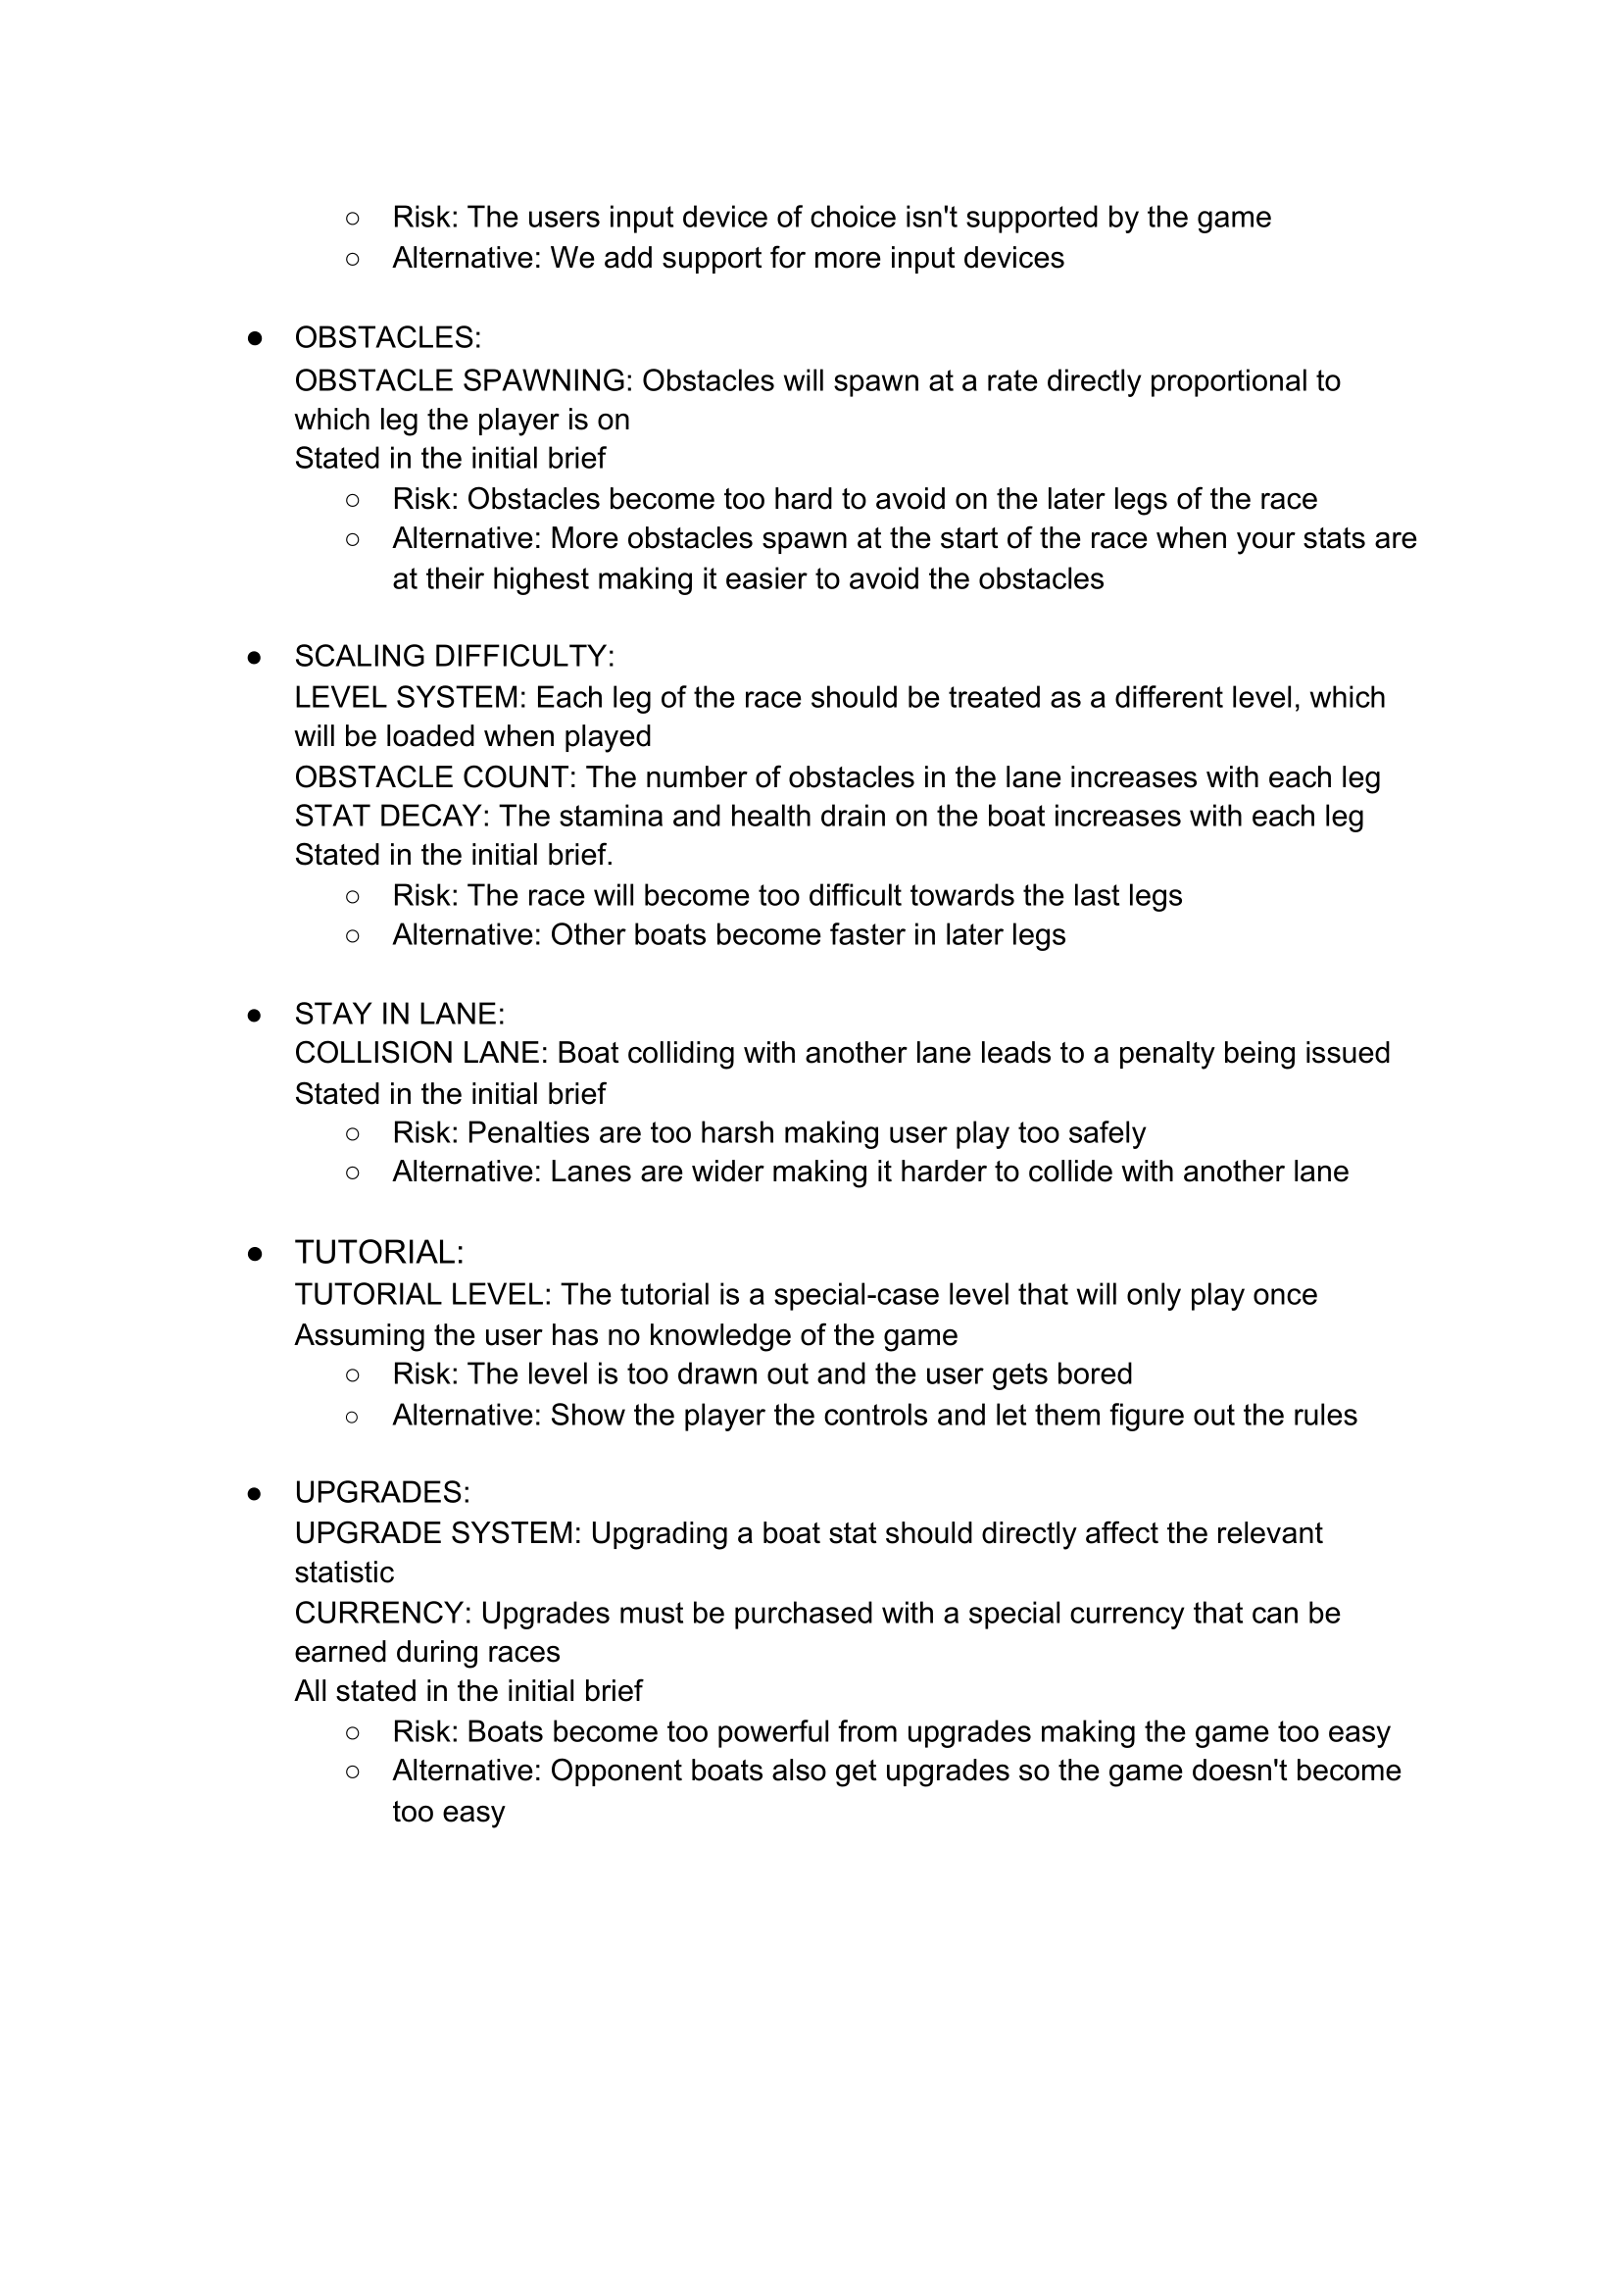 ○ Risk: The users input device of choice isn't supported by the game
○ Alternative: We add support for more input devices
● OBSTACLES:
OBSTACLE SPAWNING: Obstacles will spawn at a rate directly proportional to
which leg the player is on
Stated in the initial brief
○ Risk: Obstacles become too hard to avoid on the later legs of the race
○ Alternative: More obstacles spawn at the start of the race when your stats are
at their highest making it easier to avoid the obstacles
● SCALING DIFFICULTY:
LEVEL SYSTEM: Each leg of the race should be treated as a different level, which
will be loaded when played
OBSTACLE COUNT: The number of obstacles in the lane increases with each leg
STAT DECAY: The stamina and health drain on the boat increases with each leg
Stated in the initial brief.
○ Risk: The race will become too difficult towards the last legs
○ Alternative: Other boats become faster in later legs
● STAY IN LANE:
COLLISION LANE: Boat colliding with another lane leads to a penalty being issued
Stated in the initial brief
○ Risk: Penalties are too harsh making user play too safely
○ Alternative: Lanes are wider making it harder to collide with another lane
● TUTORIAL:
TUTORIAL LEVEL: The tutorial is a special-case level that will only play once
Assuming the user has no knowledge of the game
○ Risk: The level is too drawn out and the user gets bored
○ Alternative: Show the player the controls and let them figure out the rules
● UPGRADES:
UPGRADE SYSTEM: Upgrading a boat stat should directly affect the relevant
statistic
CURRENCY: Upgrades must be purchased with a special currency that can be
earned during races
All stated in the initial brief
○ Risk: Boats become too powerful from upgrades making the game too easy
○ Alternative: Opponent boats also get upgrades so the game doesn't become
too easy